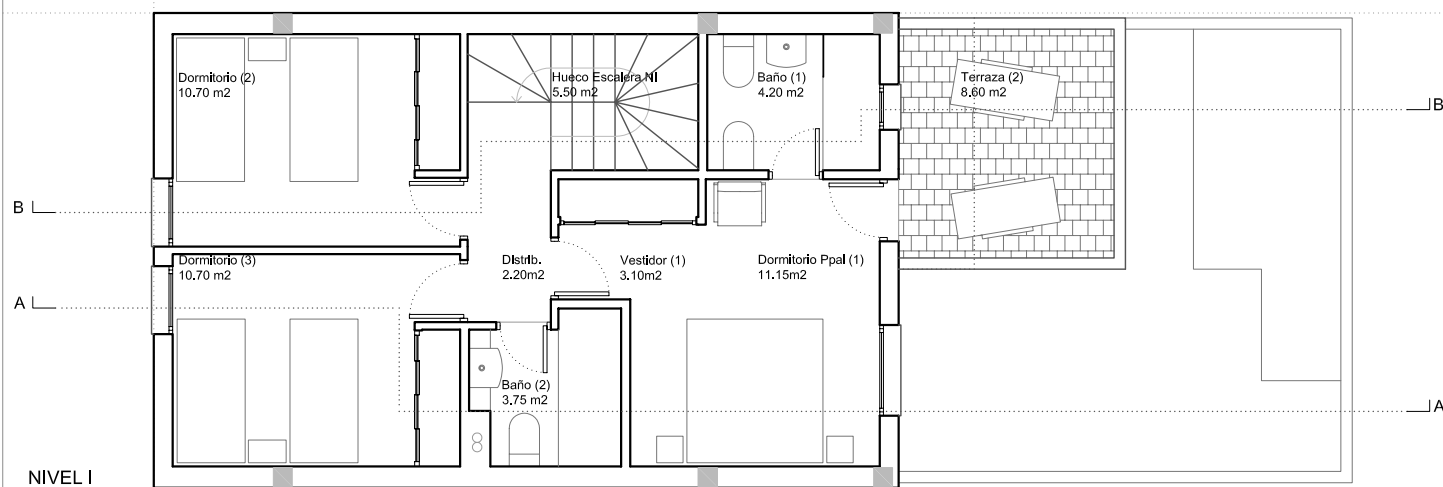 Dormitorio (2)
10.70 m2
Hueco Escalera NI
5.50 m2
Baño (1)
4.20 m2
Terraza (2)
8.60 m2
B
B
Dormitorio (3)
10.70 m2
Distrib.
2.20m2
Vestidor (1)
3.10m2
Dormitorio Ppal (1)
11.15m2
A
Baño (2)
3.75 m2
A
NIVEL I